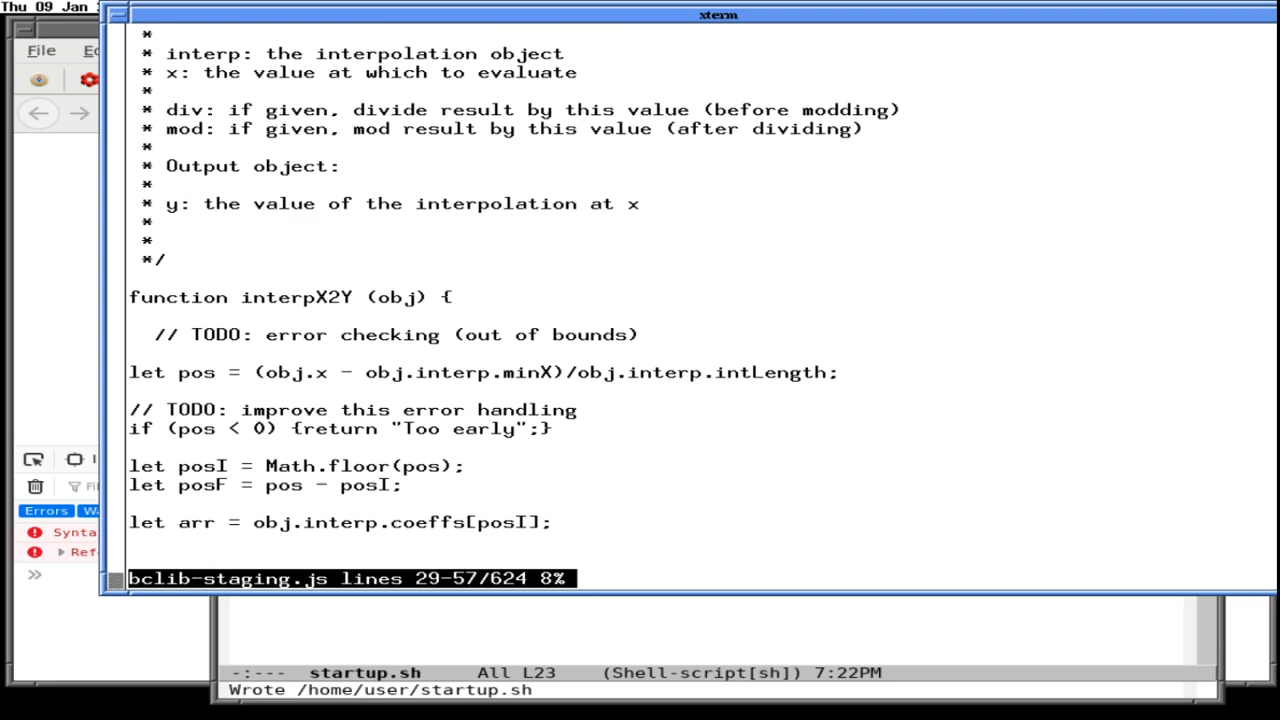 Thu 09 Jan
xterm
File
*
* interp: the interpolation object
* x: the value at which to evaluate
*
* div: if given, divide result by this value (before modding)
* mod: if given, mod result by this value (after dividing)
*
* Output object:
*
* y: the value of the interpolation at x
*
*
*/
function interpX2Y (obj) {
// TODO: error checking (out of bounds)
let pos = (obj.x - obj.interp.minX)/obj.interp.intLength;
// TODO: improve this error handling
if (pos < 0) {return "Too early";}
let posI = Math.floor(pos);
let posF = pos - posI;
let arr = obj.interp.coeffs[posI];
Errors
Synta
Ref
bclib-staging.js lines 29-57/624 8%
-:--- startup.sh All L23 (Shell-script[sh]) 7:22PM
Wrote /home/user/startup.sh